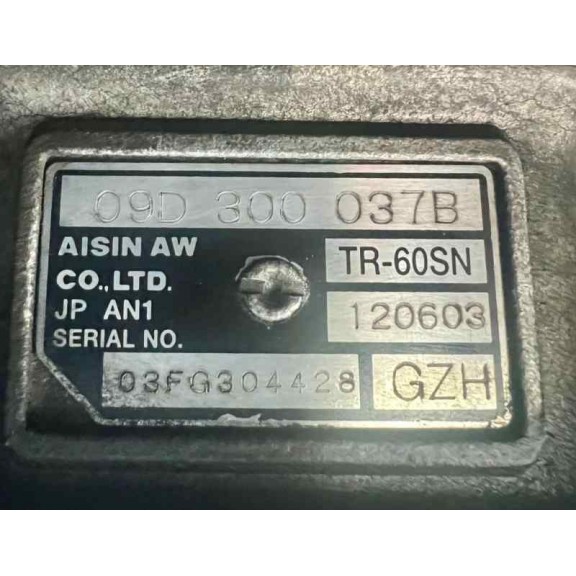 09D 300 037B
AISIN AW TR-60SN
CO.,LTD.
JP AN1 120603
SERIAL NO.
03FG304428 GZH